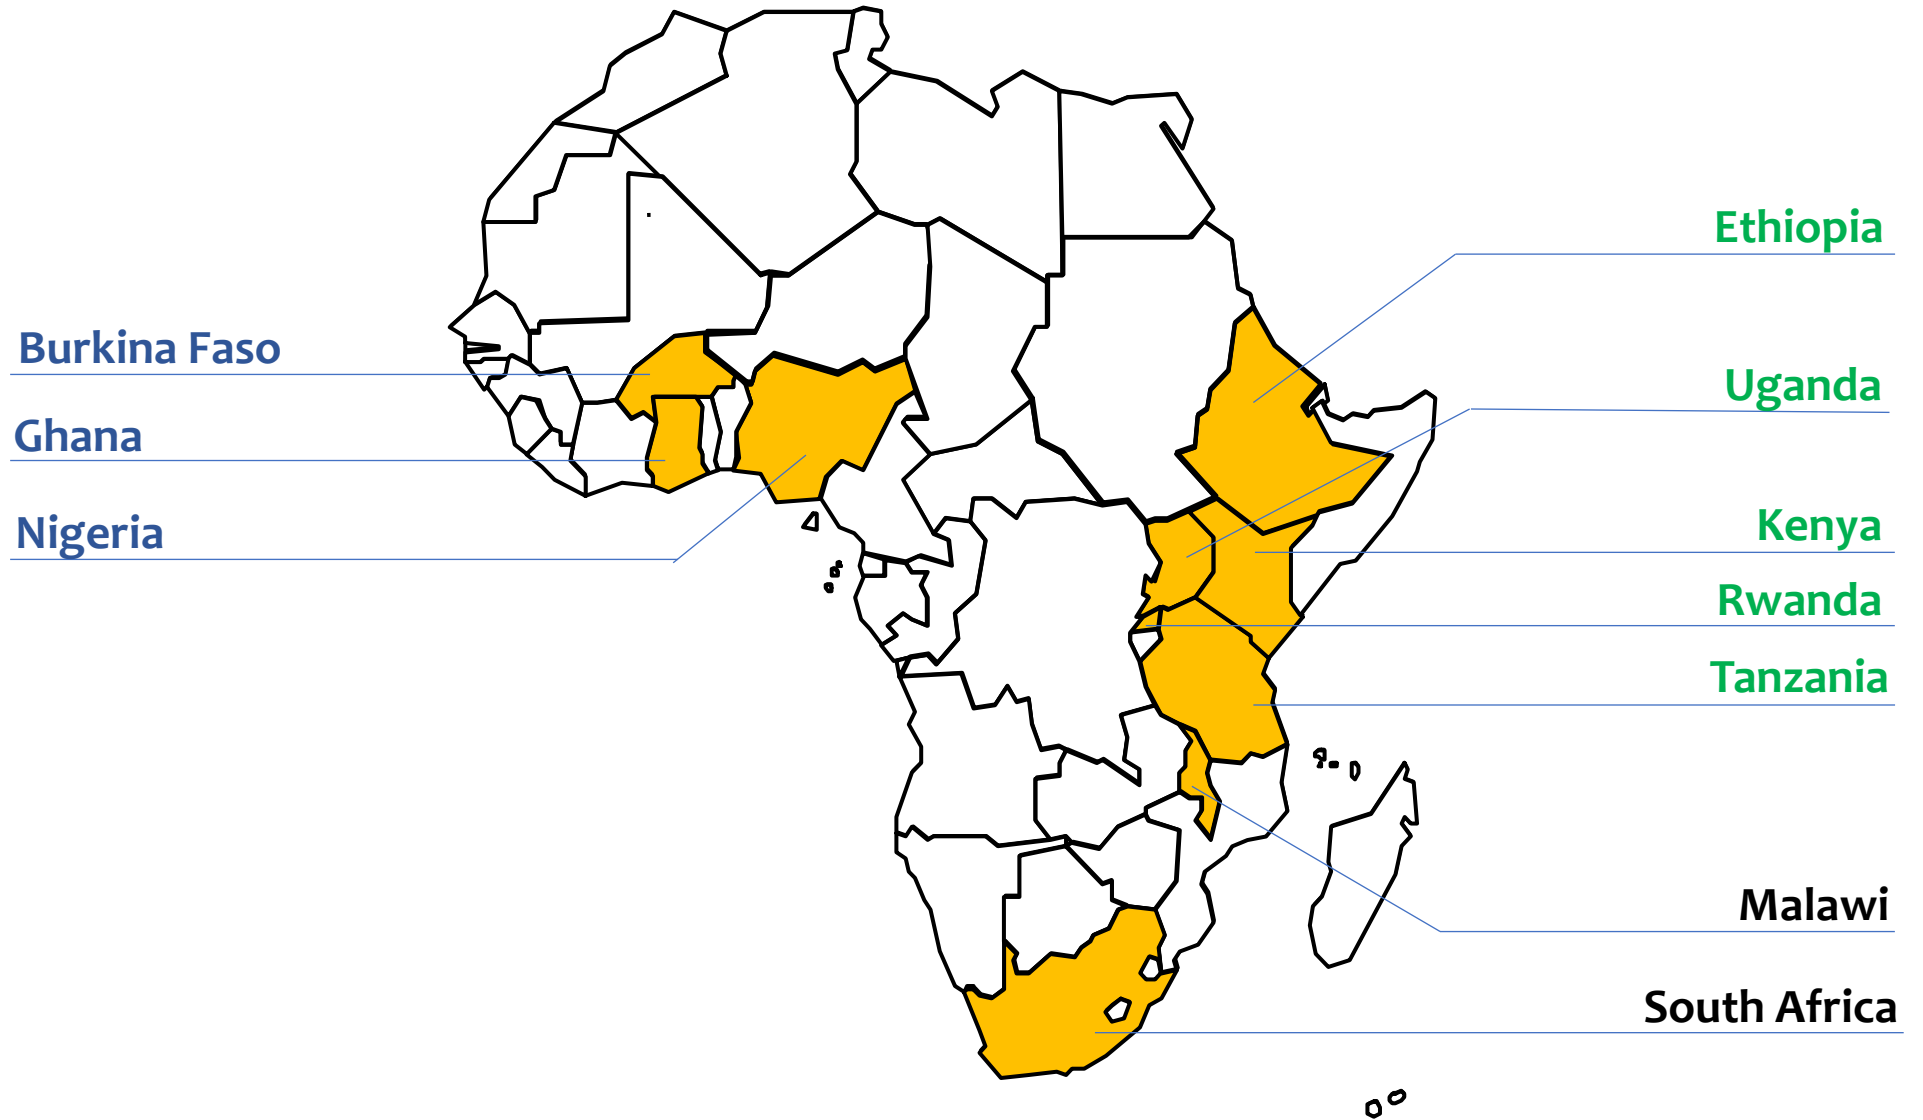 Burkina Faso
Ghana
Nigeria
Ethiopia
Uganda
Kenya
Rwanda
Tanzania
Malawi
South Africa